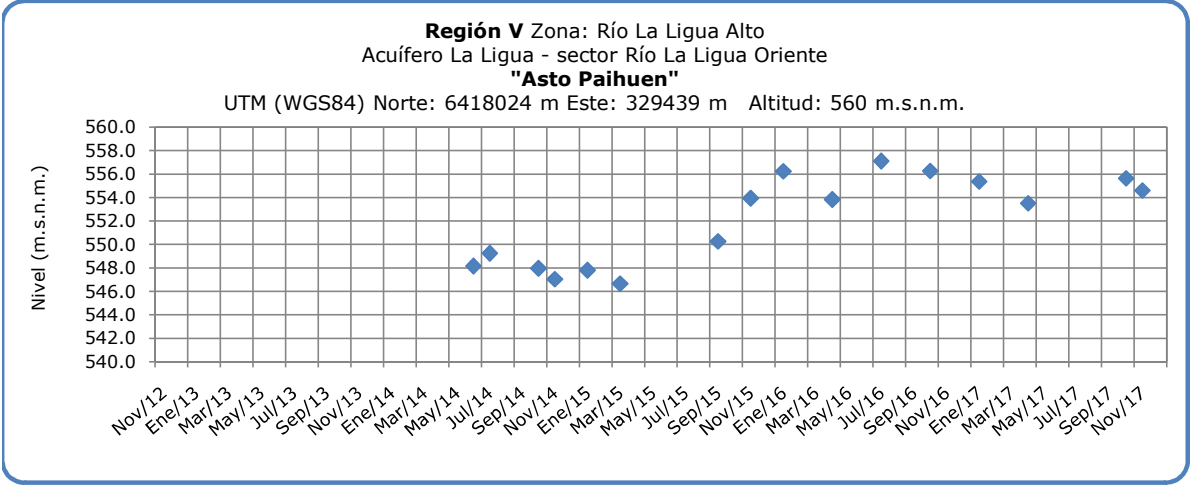 Región V Zona: Río La Ligua Alto
Acuífero La Ligua - sector Río La Ligua Oriente
"Asto Paihuen"
UTM (WGS84) Norte: 6418024 m Este: 329439 m Altitud: 560 m.s.n.m.
Nivel (m.s.n.m.)
560.0
558.0
556.0
554.0
552.0
550.0
548.0
546.0
544.0
542.0
540.0
Nov/12
Ene/13
Mar/13
May/13
Jul/13
Sep/13
Nov/13
Ene/14
Mar/14
May/14
Jul/14
Sep/14
Nov/14
Ene/15
Mar/15
May/15
Jul/15
Sep/15
Nov/15
Ene/16
Mar/16
May/16
Jul/16
Sep/16
Nov/16
Ene/17
Mar/17
May/17
Jul/17
Sep/17
Nov/17